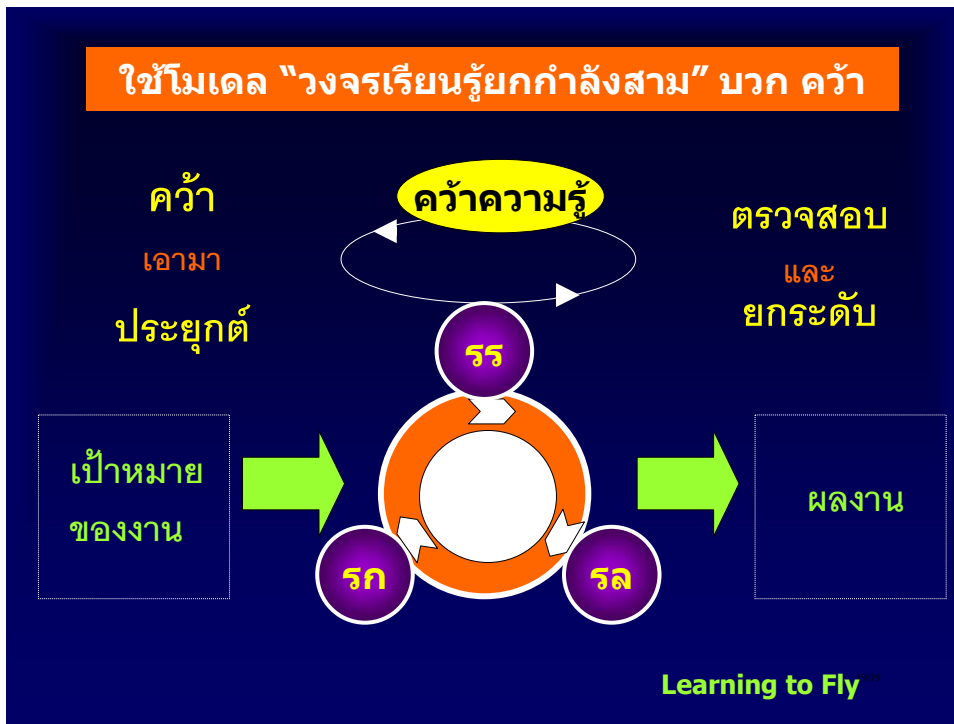 ใช้โมเดล “วงจรเรียนรู้ยกกำลังสาม” บวก คว้า
คว้า
เอามา
ประยุกต์
คว้าความรู้
ตรวจสอบ
และ
ยกระดับ
รร
เป้าหมาย
ของงาน
ผลงาน
รก
รล
Learning to Fly